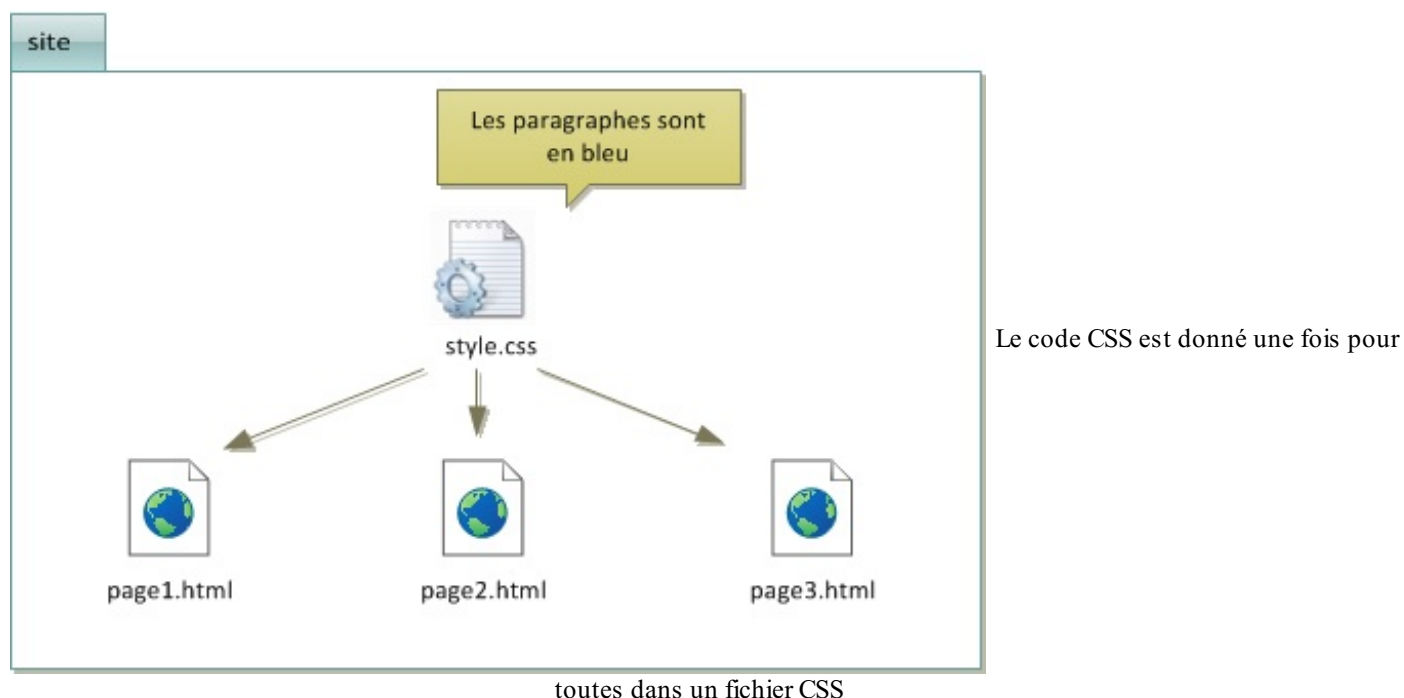 site
Les paragraphes sont
en bleu
style.css
page1.html
page2.html
page3.html
Le code CSS est donné une fois pour
toutes dans un fichier CSS